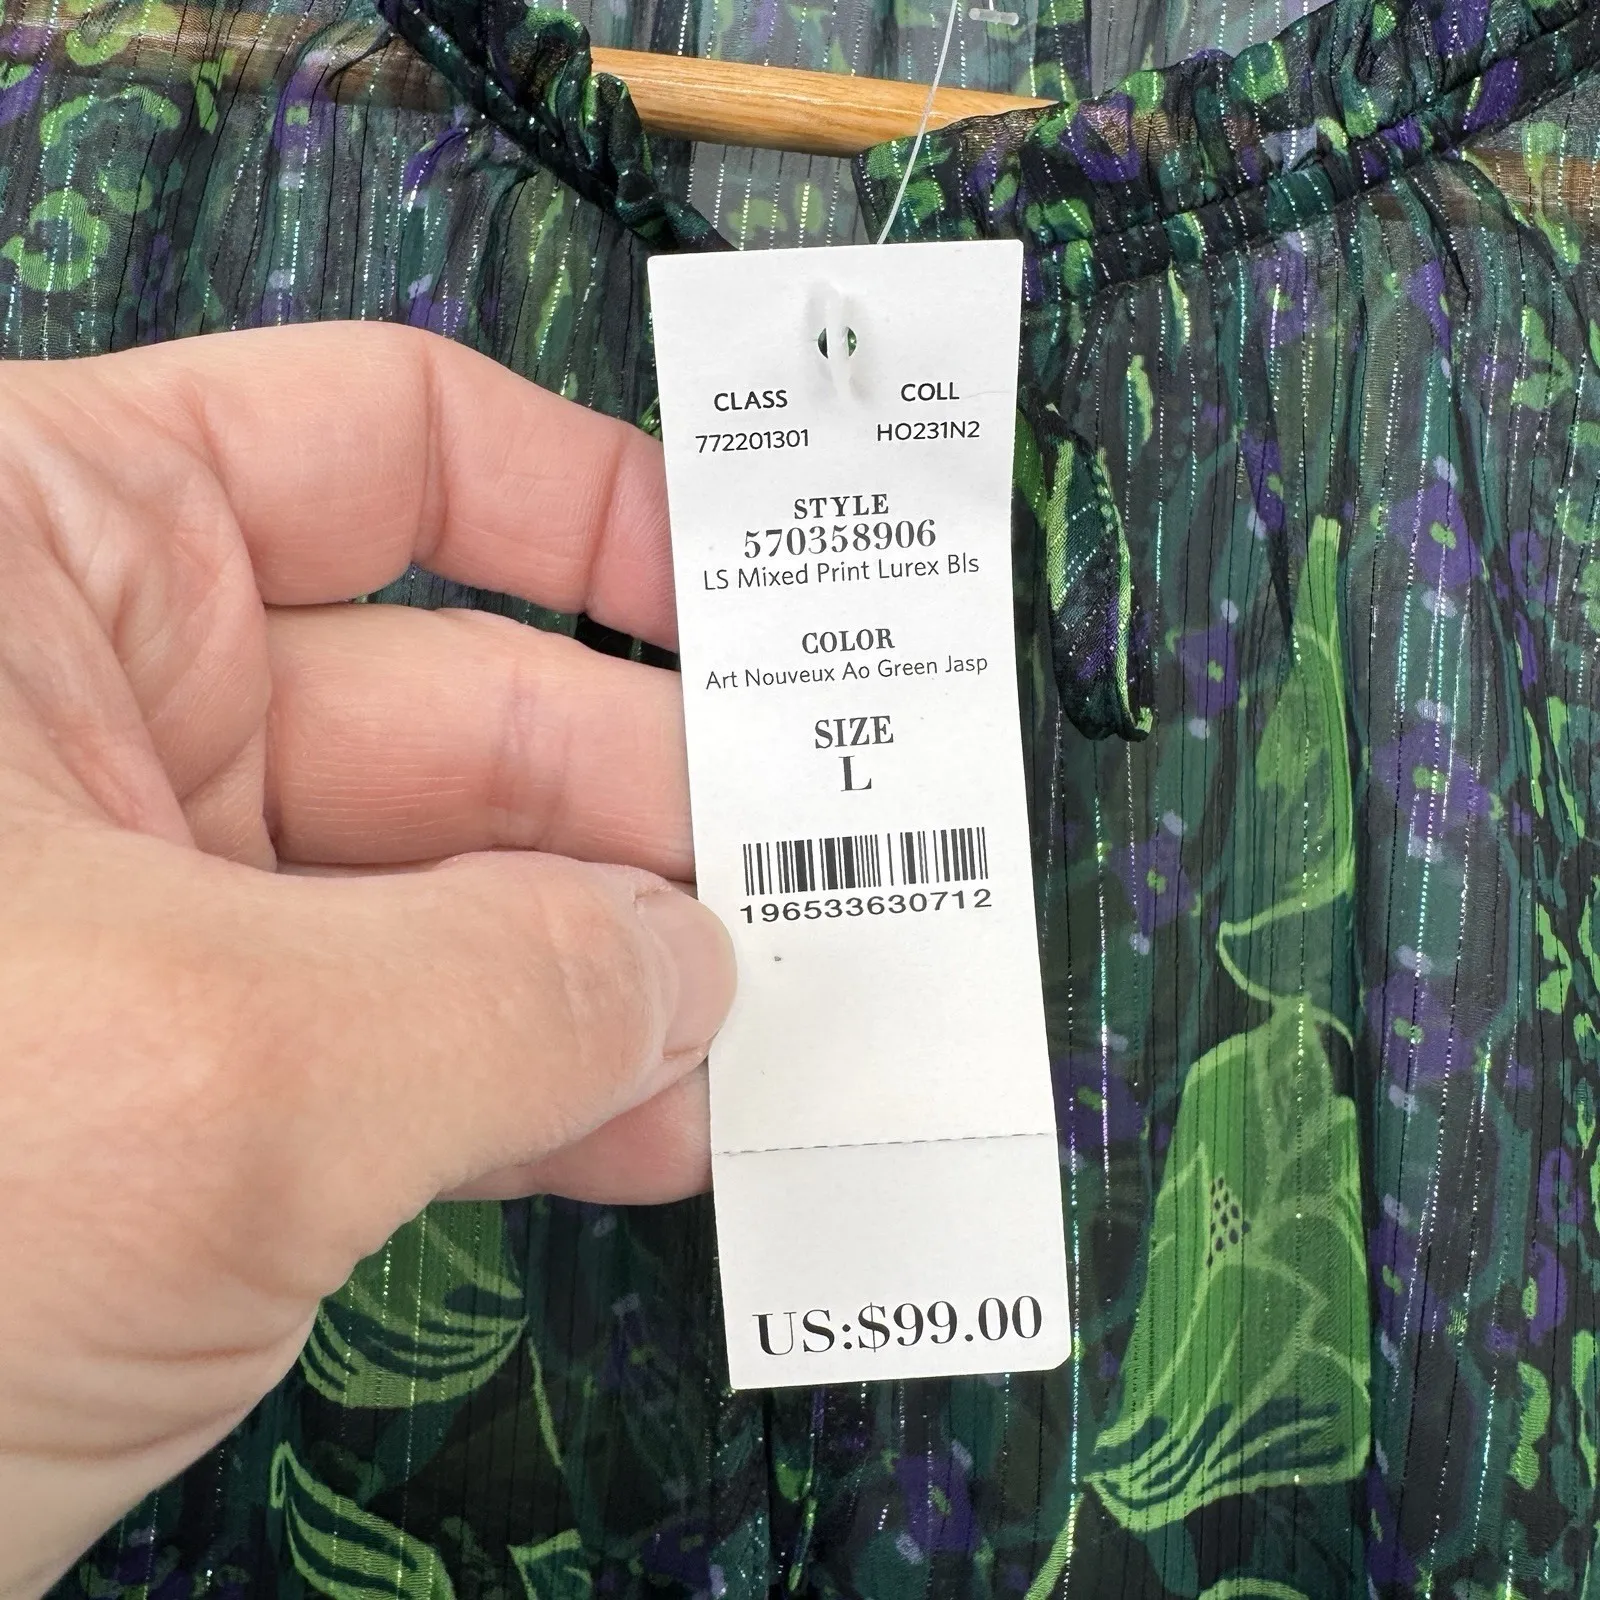 CLASS COLL
772201301 HO231N2
STYLE
570358906
LS Mixed Print Lurex Bls
COLOR
Art Nouveux Ao Green Jasp
SIZE
L
196533630712
US:$99.00